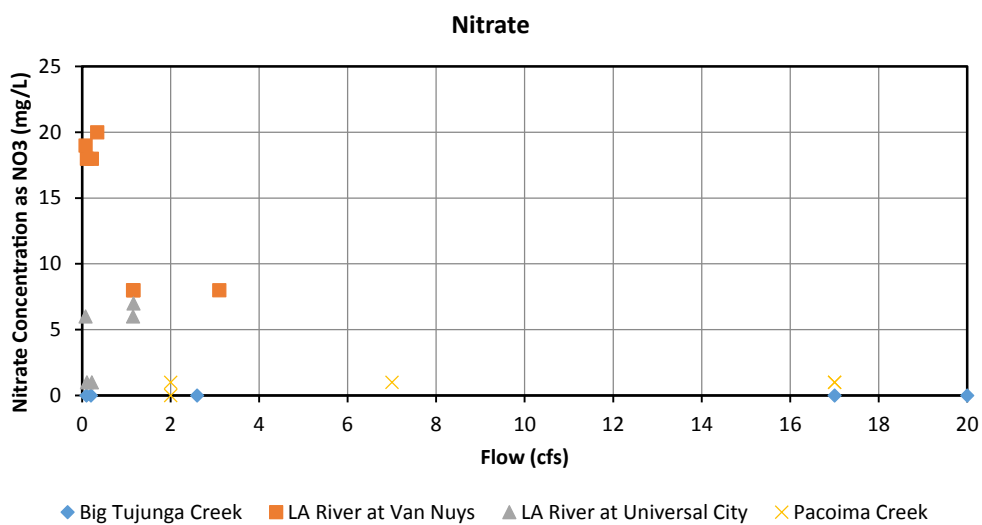 Nitrate
Nitrate Concentration as NO3 (mg/L)
25
20
15
10
5
0
0 2 4 6 8 10 12 14 16 18 20
Flow (cfs)
Big Tujunga Creek LA River at Van Nuys LA River at Universal City Pacoima Creek